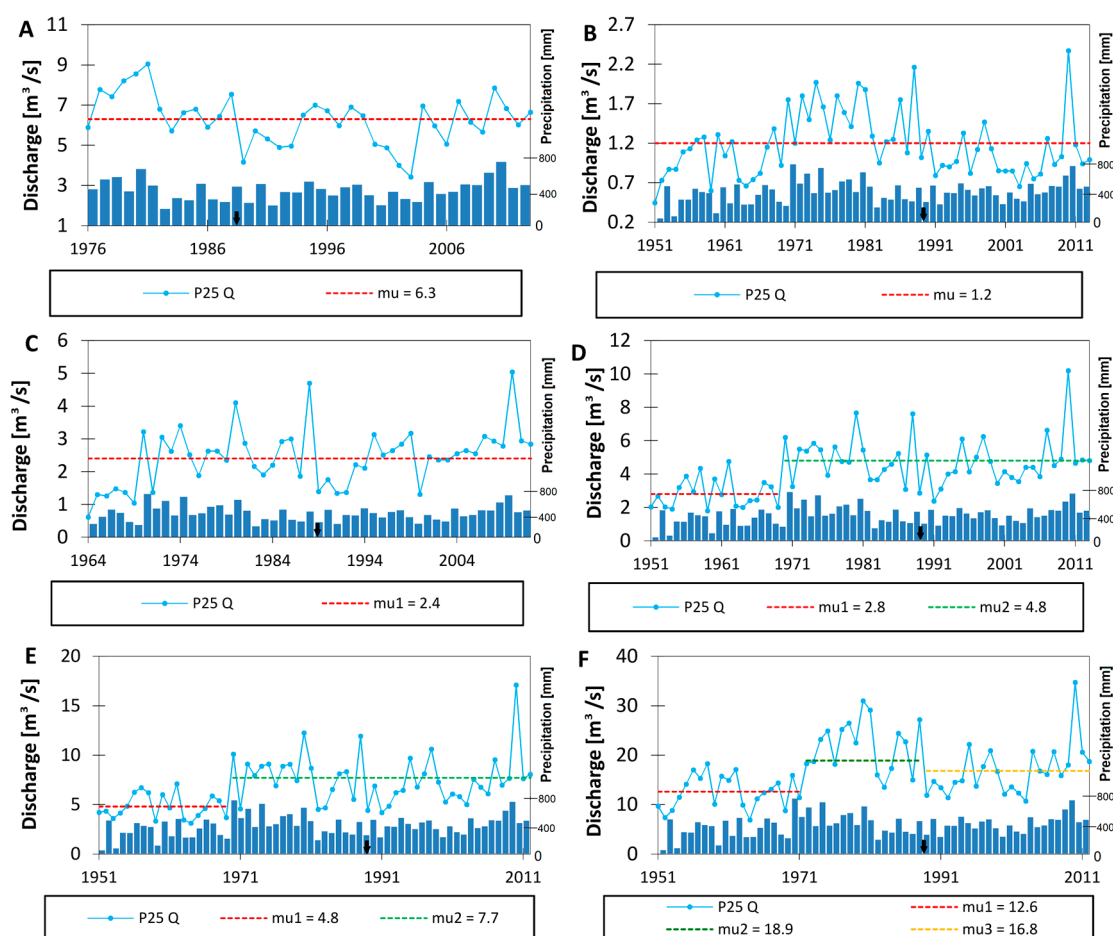 A
Discharge [m³ /s]
11
9
7
5
3
1
Precipitation [mm]
800
400
0
1976 1986 1996 2006
P25 Q mu = 6.3
B
Discharge [m³ /s]
2.7
2.2
1.7
1.2
0.7
0.2
Precipitation [mm]
800
400
0
1951 1961 1971 1981 1991 2001 2011
P25 Q mu = 1.2
C
Discharge [m³ /s]
6
5
4
3
2
1
0
Precipitation [mm]
800
400
0
1964 1974 1984 1994 2004
P25 Q mu1 = 2.4
D
Discharge [m³ /s]
12
10
8
6
4
2
0
Precipitation [mm]
800
400
0
1951 1961 1971 1981 1991 2001 2011
P25 Q mu1 = 2.8 mu2 = 4.8
E
Discharge [m³ /s]
20
15
10
5
0
Precipitation [mm]
800
400
0
1951 1971 1991 2011
P25 Q mu1 = 4.8 mu2 = 7.7
F
Discharge [m³ /s]
40
30
20
10
0
Precipitation [mm]
800
400
0
1951 1971 1991 2011
P25 Q mu1 = 12.6
mu2 = 18.9 mu3 = 16.8